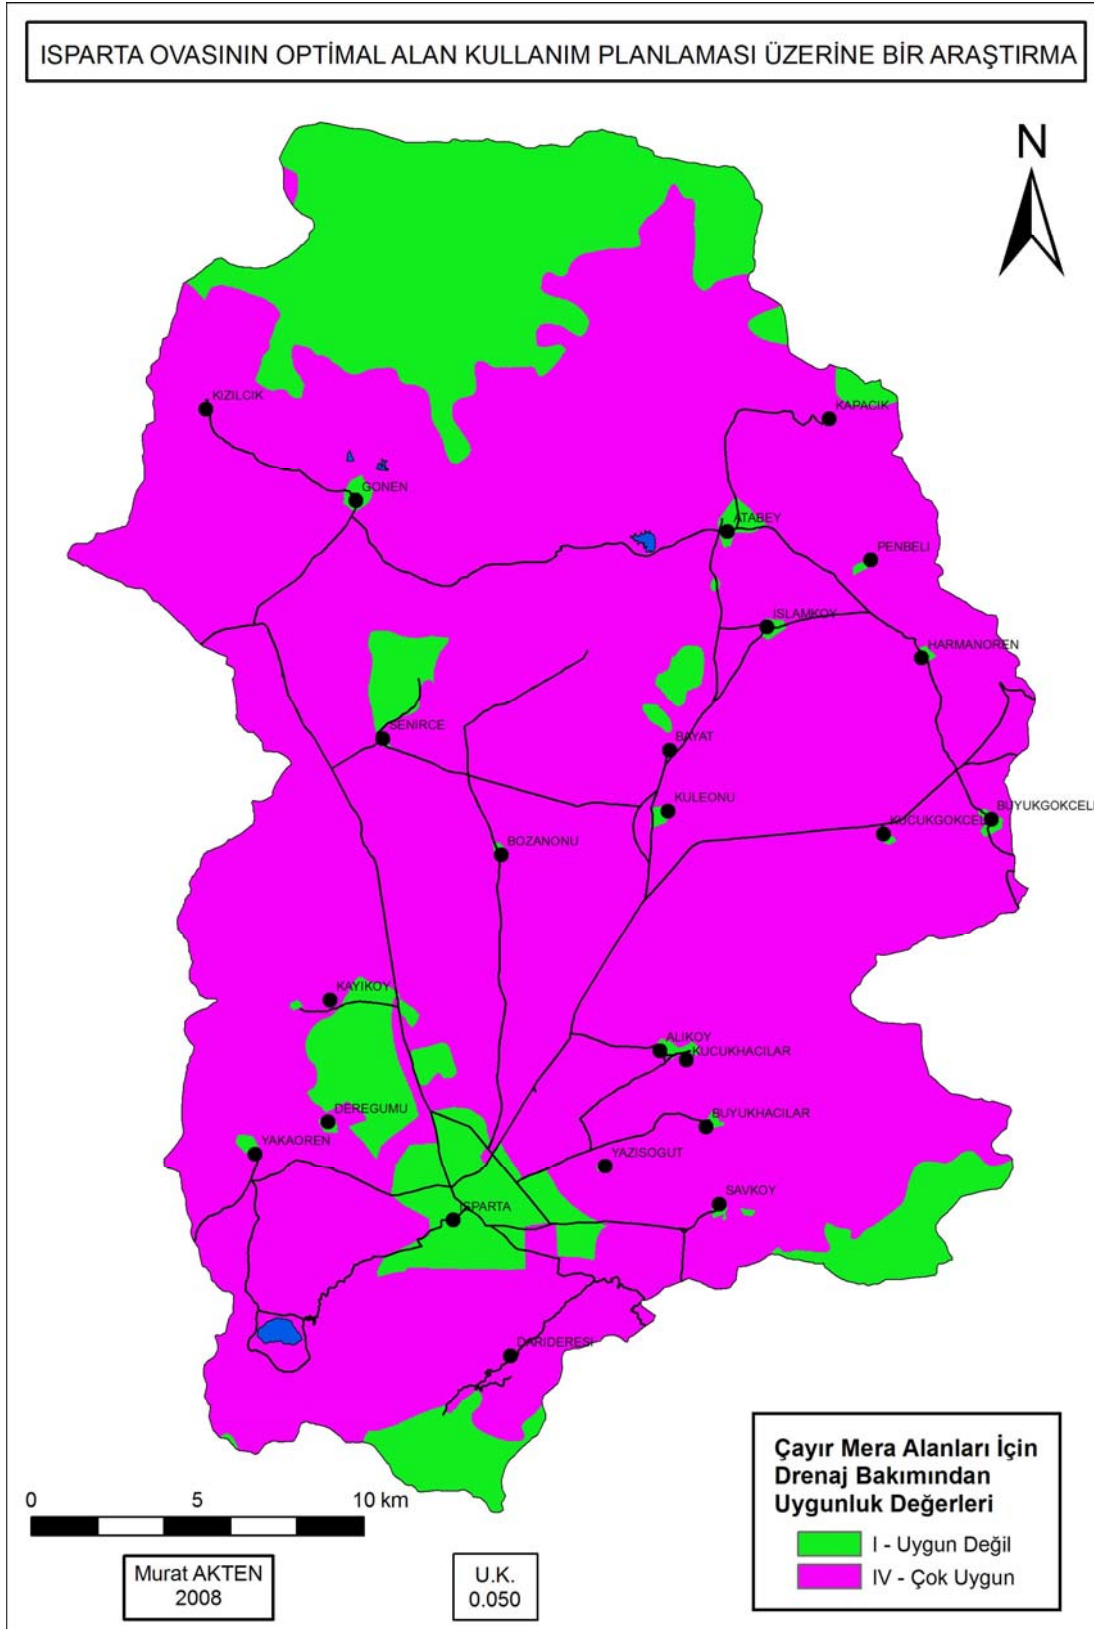 ISPARTA OVASININ OPTİMAL ALAN KULLANIM PLANLAMASI ÜZERİNE BİR ARAŞTIRMA
N
KIZILCIK
KAPACIK
GONEN
ATABEY
PENBELI
ISLAMKOY
HARMANOREN
SENIRCE
BAYAT
KULEONU
BUYUKGOKCELI
KUCUKGOKCELI
BOZANONU
KAYIKOY
ALIKOY
KUCUKHACILAR
DEREGUMU
BUYUKHACILAR
YAKAOREN
YAZISOGUT
SAVKOY
ISPARTA
DARIDERESI
Çayır Mera Alanları İçin
Drenaj Bakımından
Uygunluk Değerleri
I - Uygun Değil
IV - Çok Uygun
0 5 10 km
Murat AKTEN
2008
U.K.
0.050